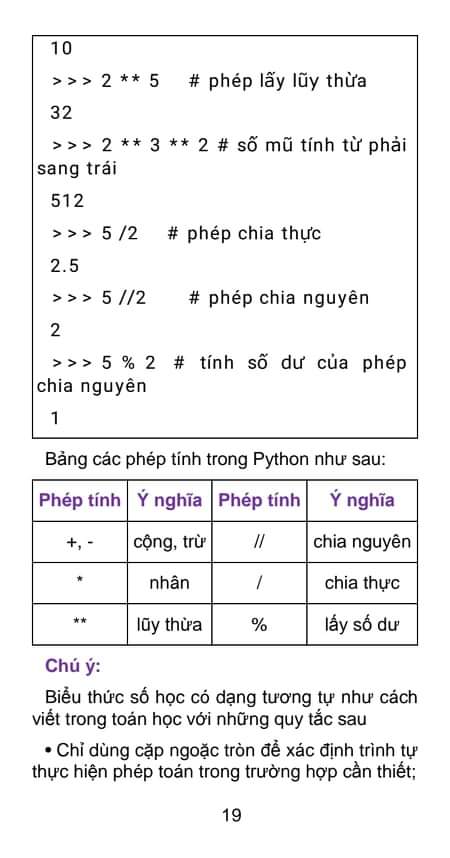 10
>>> 2 ** 5 # phép lấy lũy thừa
32
>>> 2 ** 3 ** 2 # số mũ tính từ phải
sang trái
512
>>> 5 /2 # phép chia thực
2.5
>>> 5 //2 # phép chia nguyên
2
>>> 5 % 2 # tính số dư của phép
chia nguyên
1
Bảng các phép tính trong Python như sau:
Phép tính Ý nghĩa Phép tính Ý nghĩa
+, - cộng, trừ // chia nguyên
* nhân / chia thực
** lũy thừa % lấy số dư
Chú ý:
Biểu thức số học có dạng tương tự như cách
viết trong toán học với những quy tắc sau
• Chỉ dùng cặp ngoặc tròn để xác định trình tự
thực hiện phép toán trong trường hợp cần thiết;
19